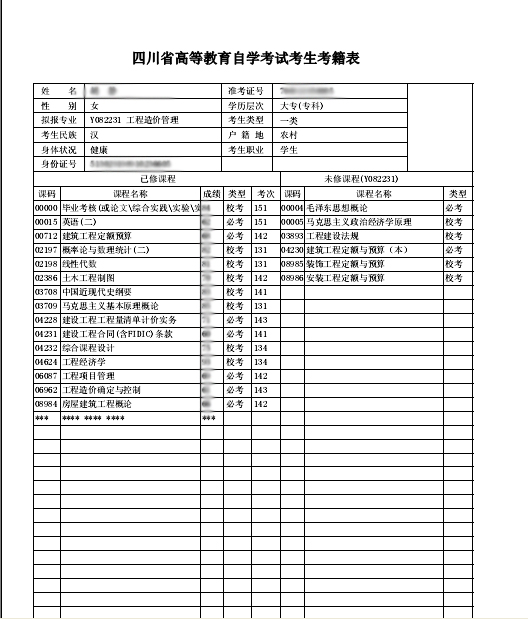 四川省高等教育自学考试考生考籍表
姓 名 准考证号
性 别 女 学历层次 大专(专科)
拟报专业 Y082231 工程造价管理 考生类型 一类
考生民族 汉 户 籍 地 农村
身体状况 健康 考生职业 学生
身份证号
已修课程 未修课程(Y082231)
课码 课程名称 成绩 类型 考次 课码 课程名称 类型
00000 毕业考核(或论文\综合实践\实验\实 校考 151 00004 毛泽东思想概论 必考
00015 英语(二) 必考 151 00005 马克思主义政治经济学原理 校考
00712 建筑工程定额预算 必考 142 03893 工程建设法规 校考
02197 概率论与数理统计(二) 校考 131 04230 建筑工程定额与预算（本） 必考
02198 线性代数 校考 131 08985 装饰工程定额与预算 校考
02386 土木工程制图 校考 142 08986 安装工程定额与预算 校考
03708 中国近现代史纲要 校考 141
03709 马克思主义基本原理概论 校考 131
04228 建设工程工程量清单计价实务 必考 143
04231 建设工程合同(含FIDIC)条款 必考 141
04232 综合课程设计 校考 134
04624 工程经济学 校考 134
06087 工程项目管理 必考 142
06962 工程造价确定与控制 必考 143
08984 房屋建筑工程概论 必考 142
*** **** **** **** ***